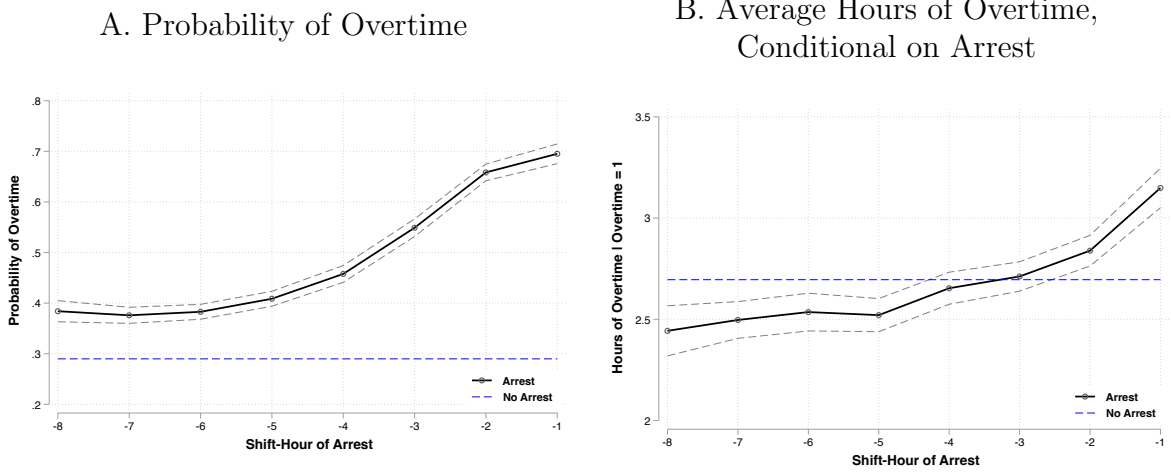 A. Probability of Overtime
.8
.7
.6
.5
.4
.3
.2
Probability of Overtime
-8 -7 -6 -5 -4 -3 -2 -1
Shift-Hour of Arrest
Arrest
No Arrest
B. Average Hours of Overtime,
Conditional on Arrest
3.5
3
2.5
2
Hours of Overtime | Overtime = 1
-8 -7 -6 -5 -4 -3 -2 -1
Shift-Hour of Arrest
Arrest
No Arrest